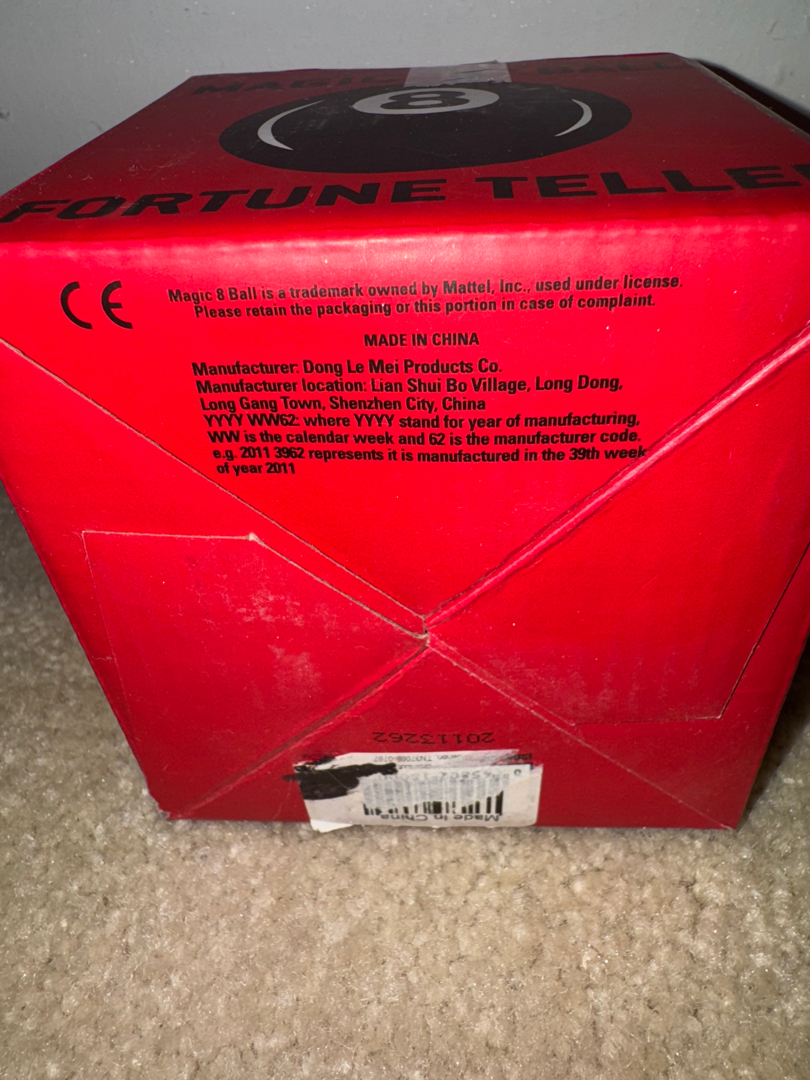 MAGIC BALL
8
FORTUNE TELLER
CE
Magic 8 Ball is a trademark owned by Mattel, Inc., used under license.
Please retain the packaging or this portion in case of complaint.
MADE IN CHINA
Manufacturer: Dong Le Mei Products Co.
Manufacturer location: Lian Shui Bo Village, Long Dong,
Long Gang Town, Shenzhen City, China
YYYY WW62: where YYYY stand for year of manufacturing,
WW is the calendar week and 62 is the manufacturer code.
e.g. 2011 3962 represents it is manufactured in the 39th week
of year 2011
20113262
Made in China